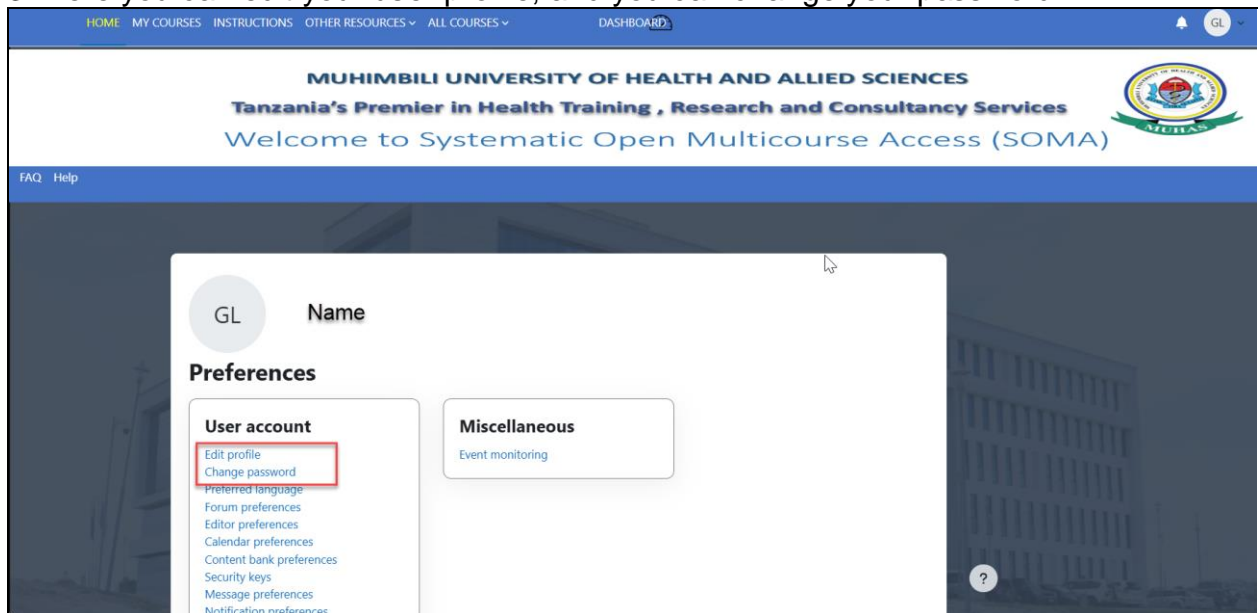 HOME MY COURSES INSTRUCTIONS OTHER RESOURCES ALL COURSES DASHBOARD GL
MUHIMBILI UNIVERSITY OF HEALTH AND ALLIED SCIENCES
Tanzania's Premier in Health Training , Research and Consultancy Services
Welcome to Systematic Open Multicourse Access (SOMA)
MUHAS
FAQ Help
GL Name
Preferences
User account
Edit profile
Change password
Preferred language
Forum preferences
Editor preferences
Calendar preferences
Content bank preferences
Security keys
Message preferences
Notification preferences
Miscellaneous
Event monitoring
?